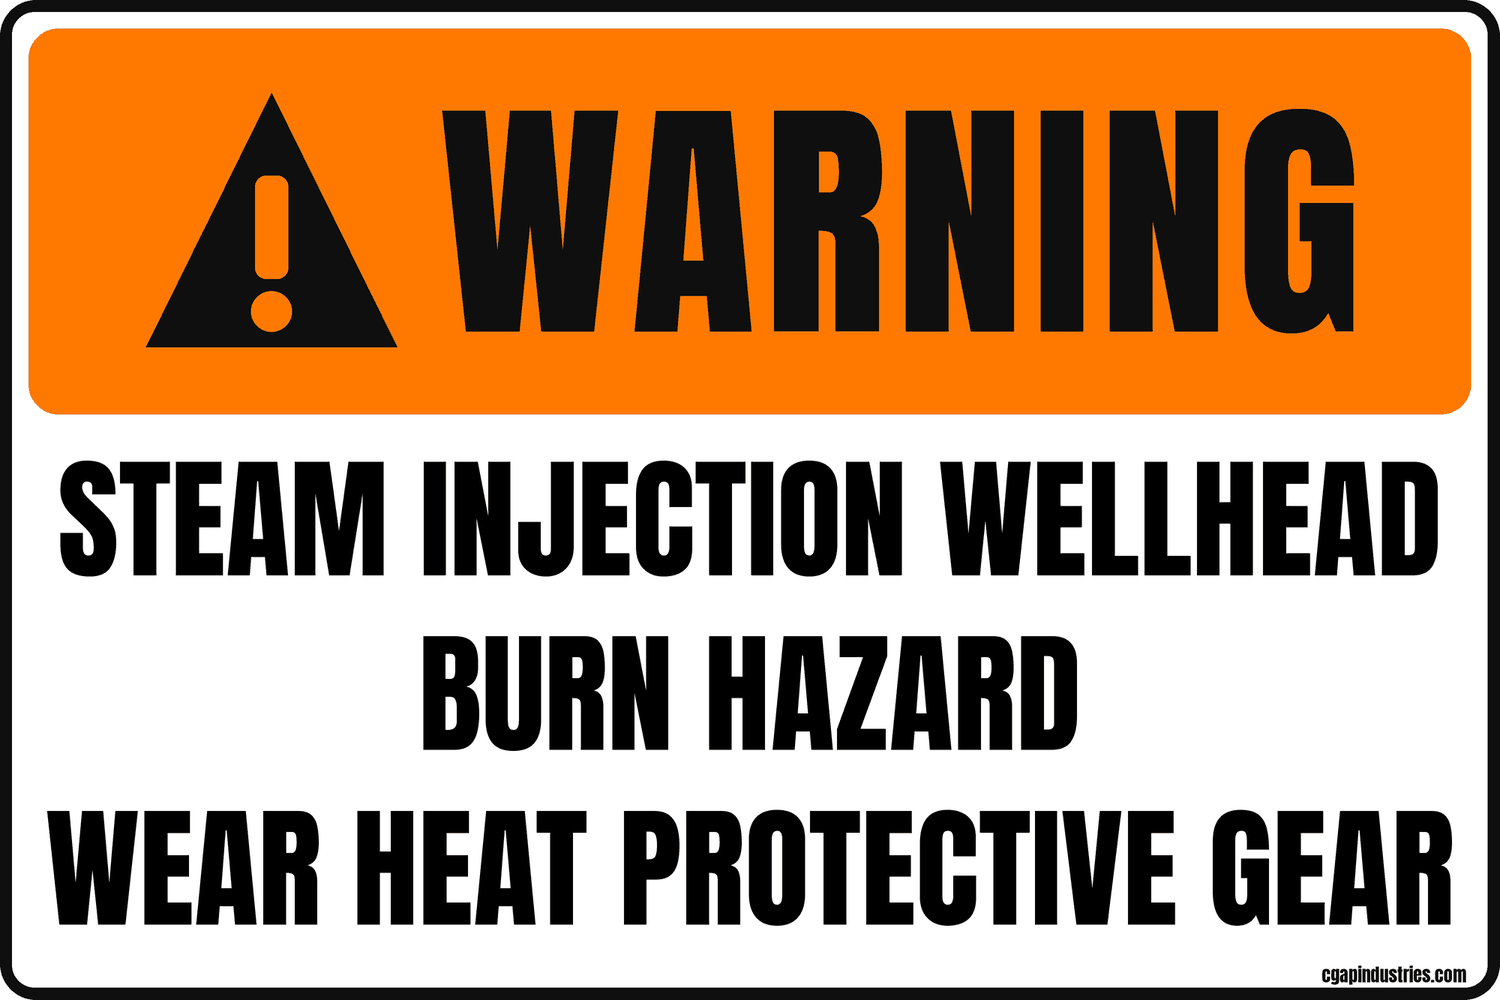 WARNING
STEAM INJECTION WELLHEAD
BURN HAZARD
WEAR HEAT PROTECTIVE GEAR
cgapindustries.com